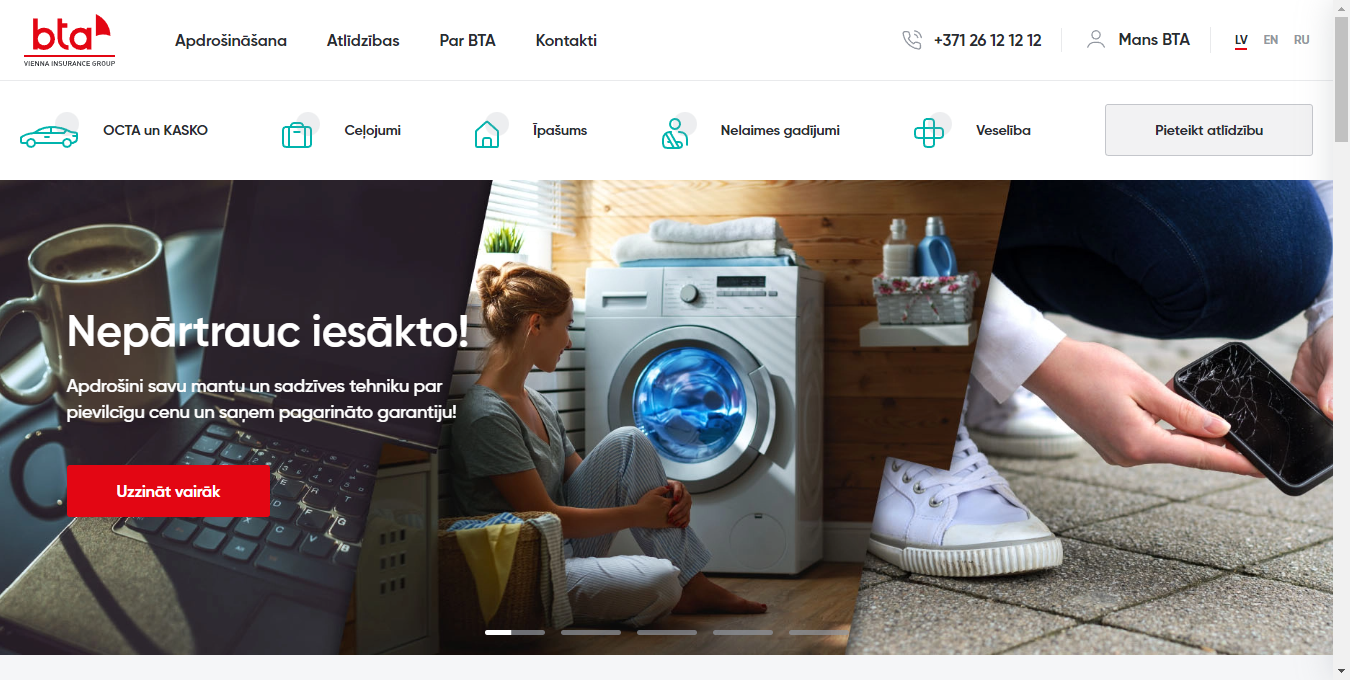 bta
VIENNA INSURANCE GROUP
Apdrošināšana
Atlīdzības
Par BTA
Kontakti
+371 26 12 12 12
Mans BTA
LV
EN
RU
OCTA un KASKO
Ceļojumi
Īpašums
Nelaimes gadījumi
Veselība
Pieteikt atlīdzību
Nepārtrauc iesākto!
Apdrošini savu mantu un sadzīves tehniku par
pievilcīgu cenu un saņem pagarināto garantiju!
Uzzināt vairāk